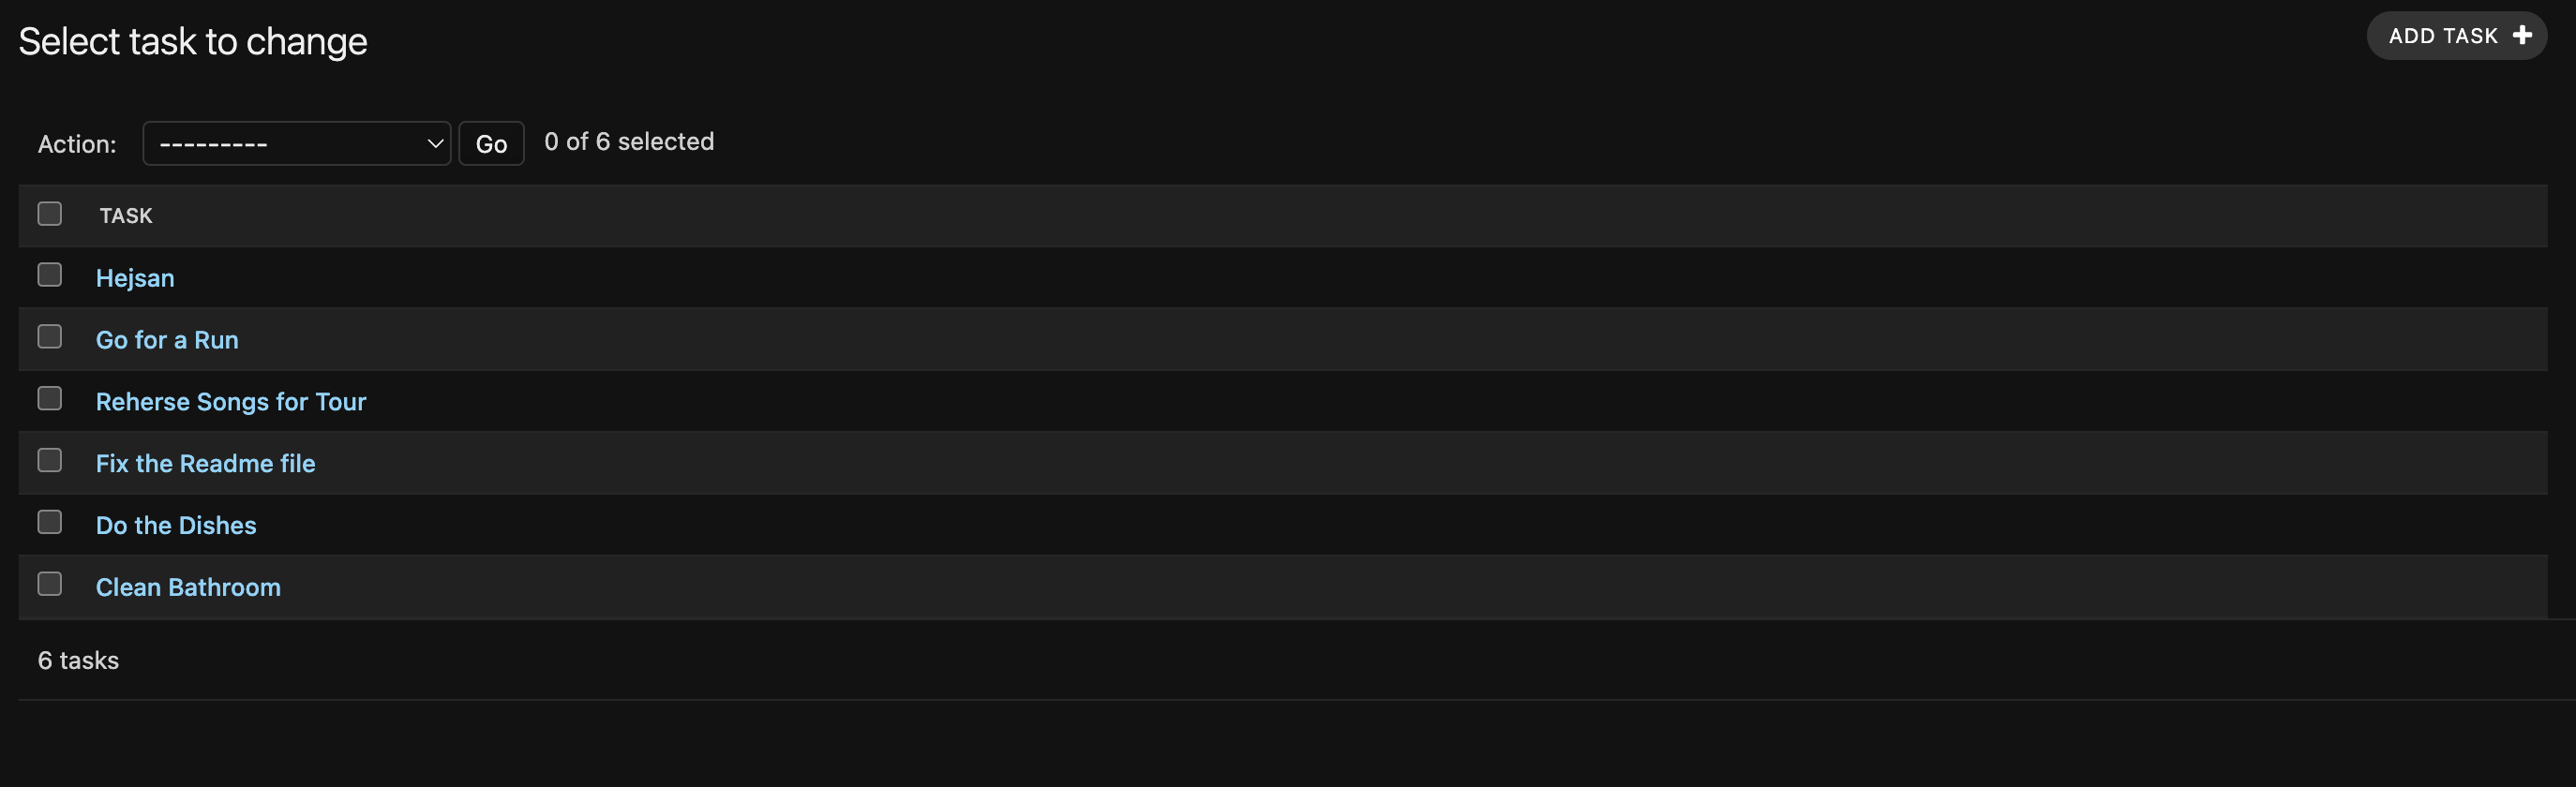 Select task to change
ADD TASK +
Action: --------- Go 0 of 6 selected
TASK
Hejsan
Go for a Run
Reherse Songs for Tour
Fix the Readme file
Do the Dishes
Clean Bathroom
6 tasks